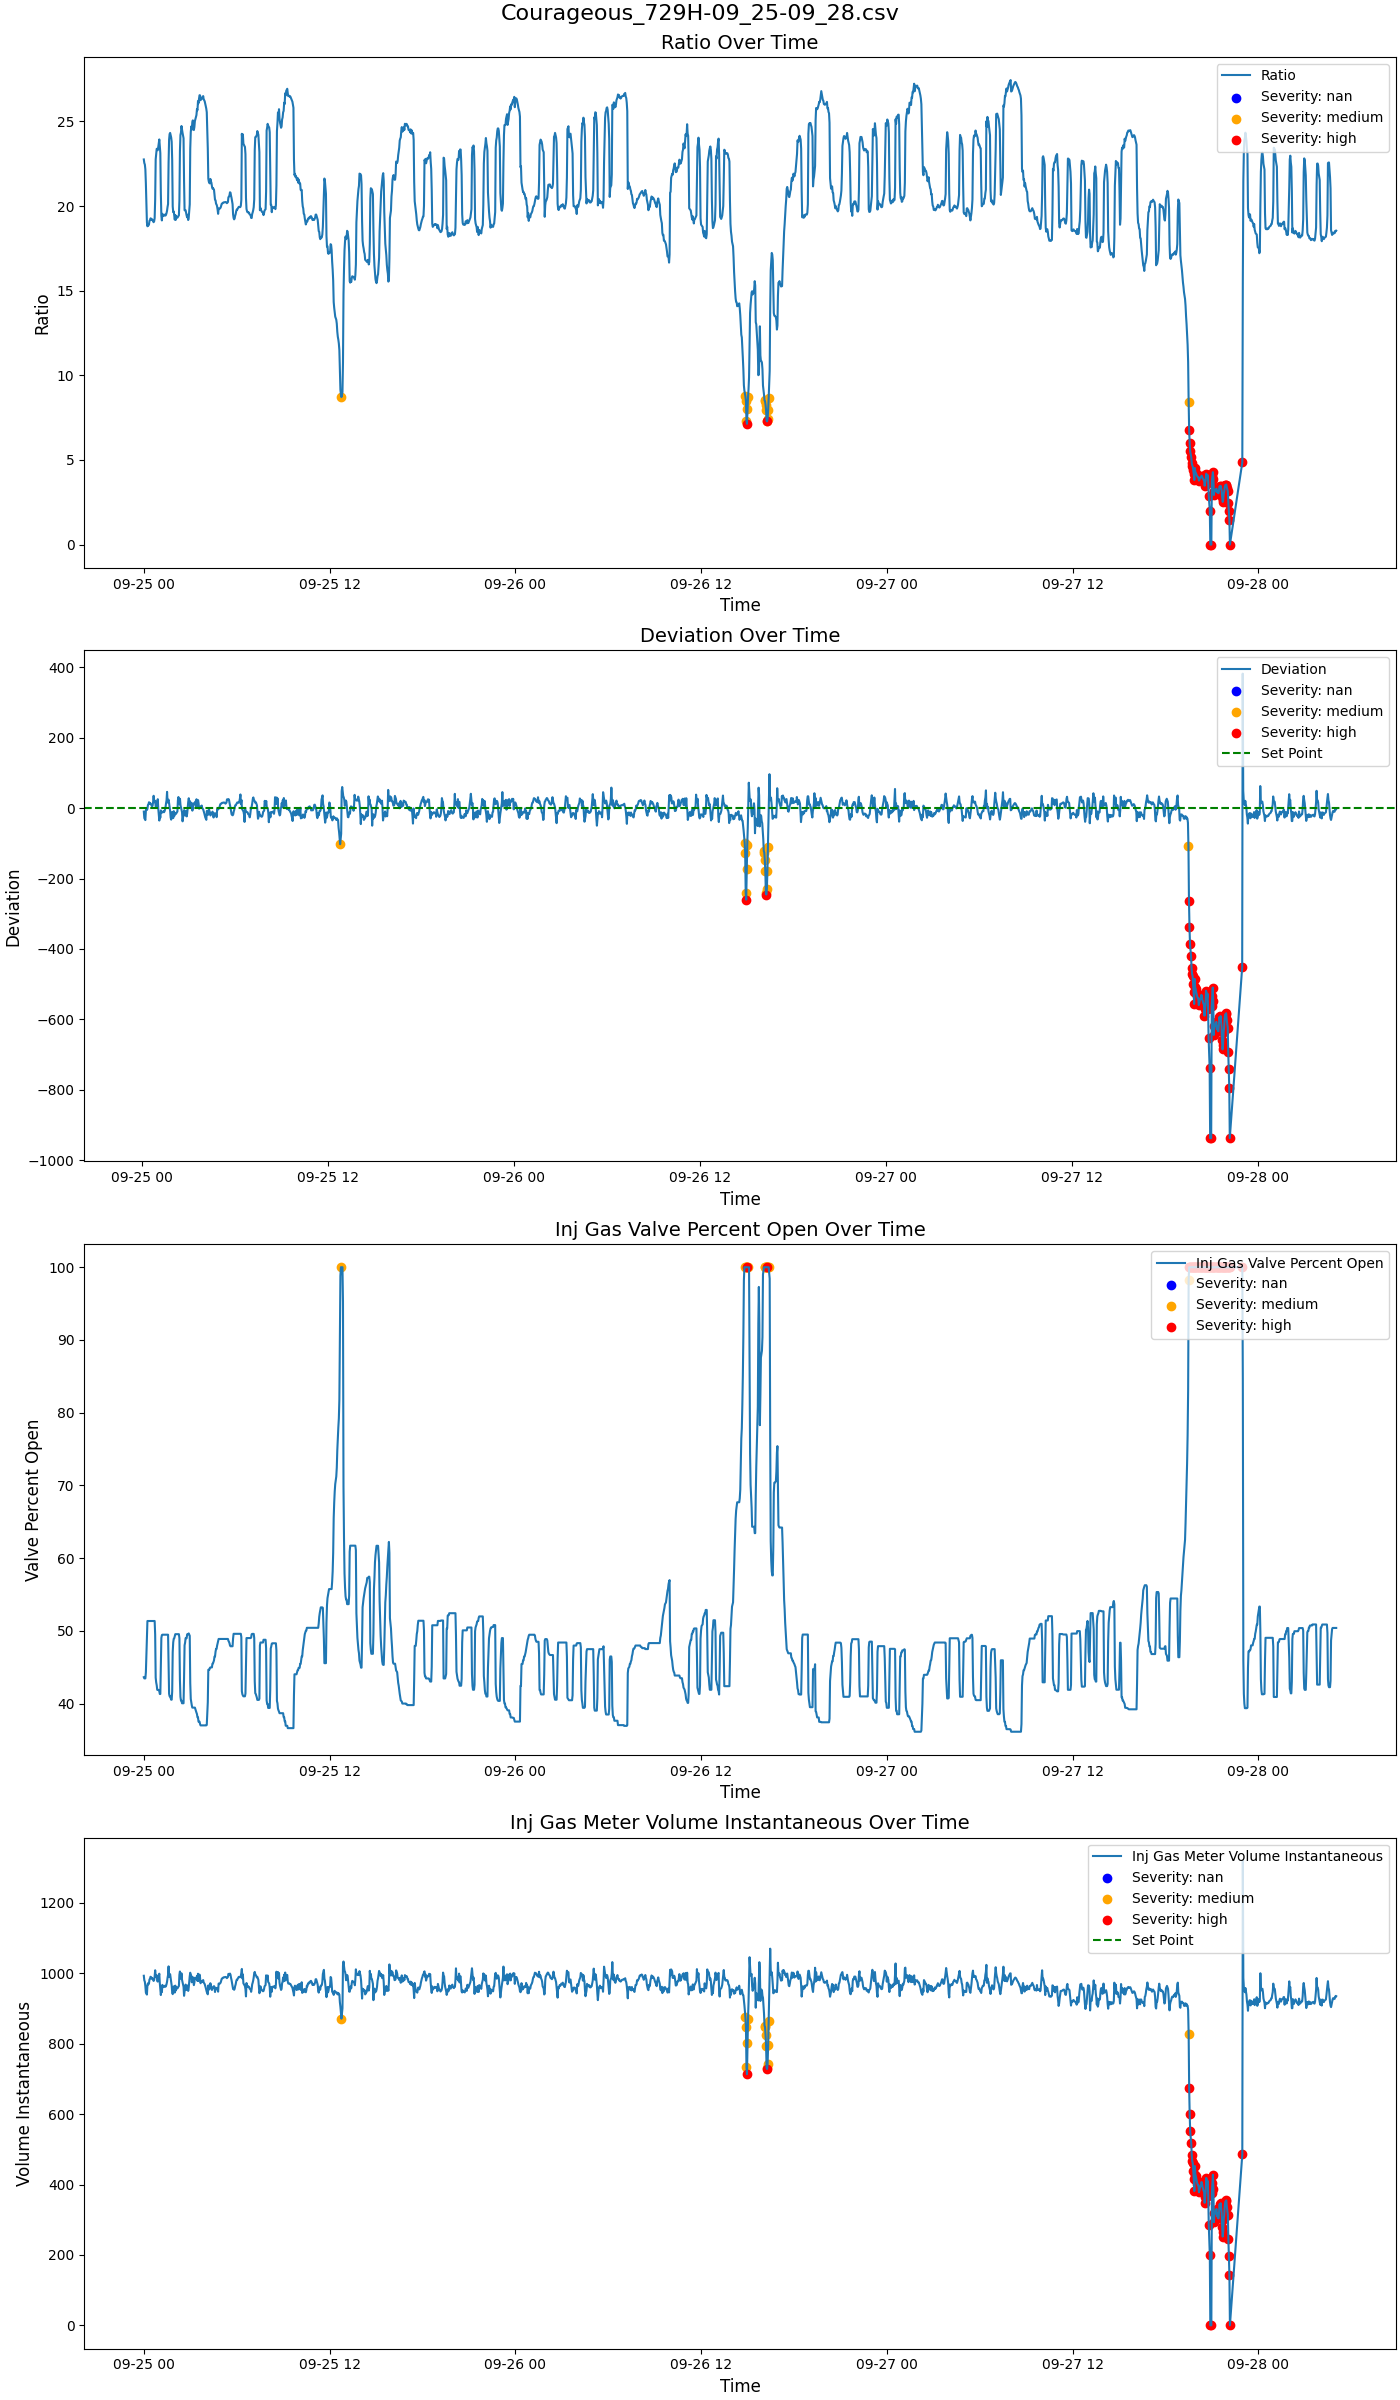 Courageous_729H-09_25-09_28.csv
Ratio Over Time
Ratio
Severity: nan
Severity: medium
Severity: high
25
20
15
10
5
0
Ratio
09-25 00 09-25 12 09-26 00 09-26 12 09-27 00 09-27 12 09-28 00
Time
Deviation Over Time
Deviation
Severity: nan
Severity: medium
Severity: high
Set Point
400
200
0
−200
−400
−600
−800
−1000
Deviation
09-25 00 09-25 12 09-26 00 09-26 12 09-27 00 09-27 12 09-28 00
Time
Inj Gas Valve Percent Open Over Time
Inj Gas Valve Percent Open
Severity: nan
Severity: medium
Severity: high
100
90
80
70
60
50
40
Valve Percent Open
09-25 00 09-25 12 09-26 00 09-26 12 09-27 00 09-27 12 09-28 00
Time
Inj Gas Meter Volume Instantaneous Over Time
Inj Gas Meter Volume Instantaneous
Severity: nan
Severity: medium
Severity: high
Set Point
1200
1000
800
600
400
200
0
Volume Instantaneous
09-25 00 09-25 12 09-26 00 09-26 12 09-27 00 09-27 12 09-28 00
Time